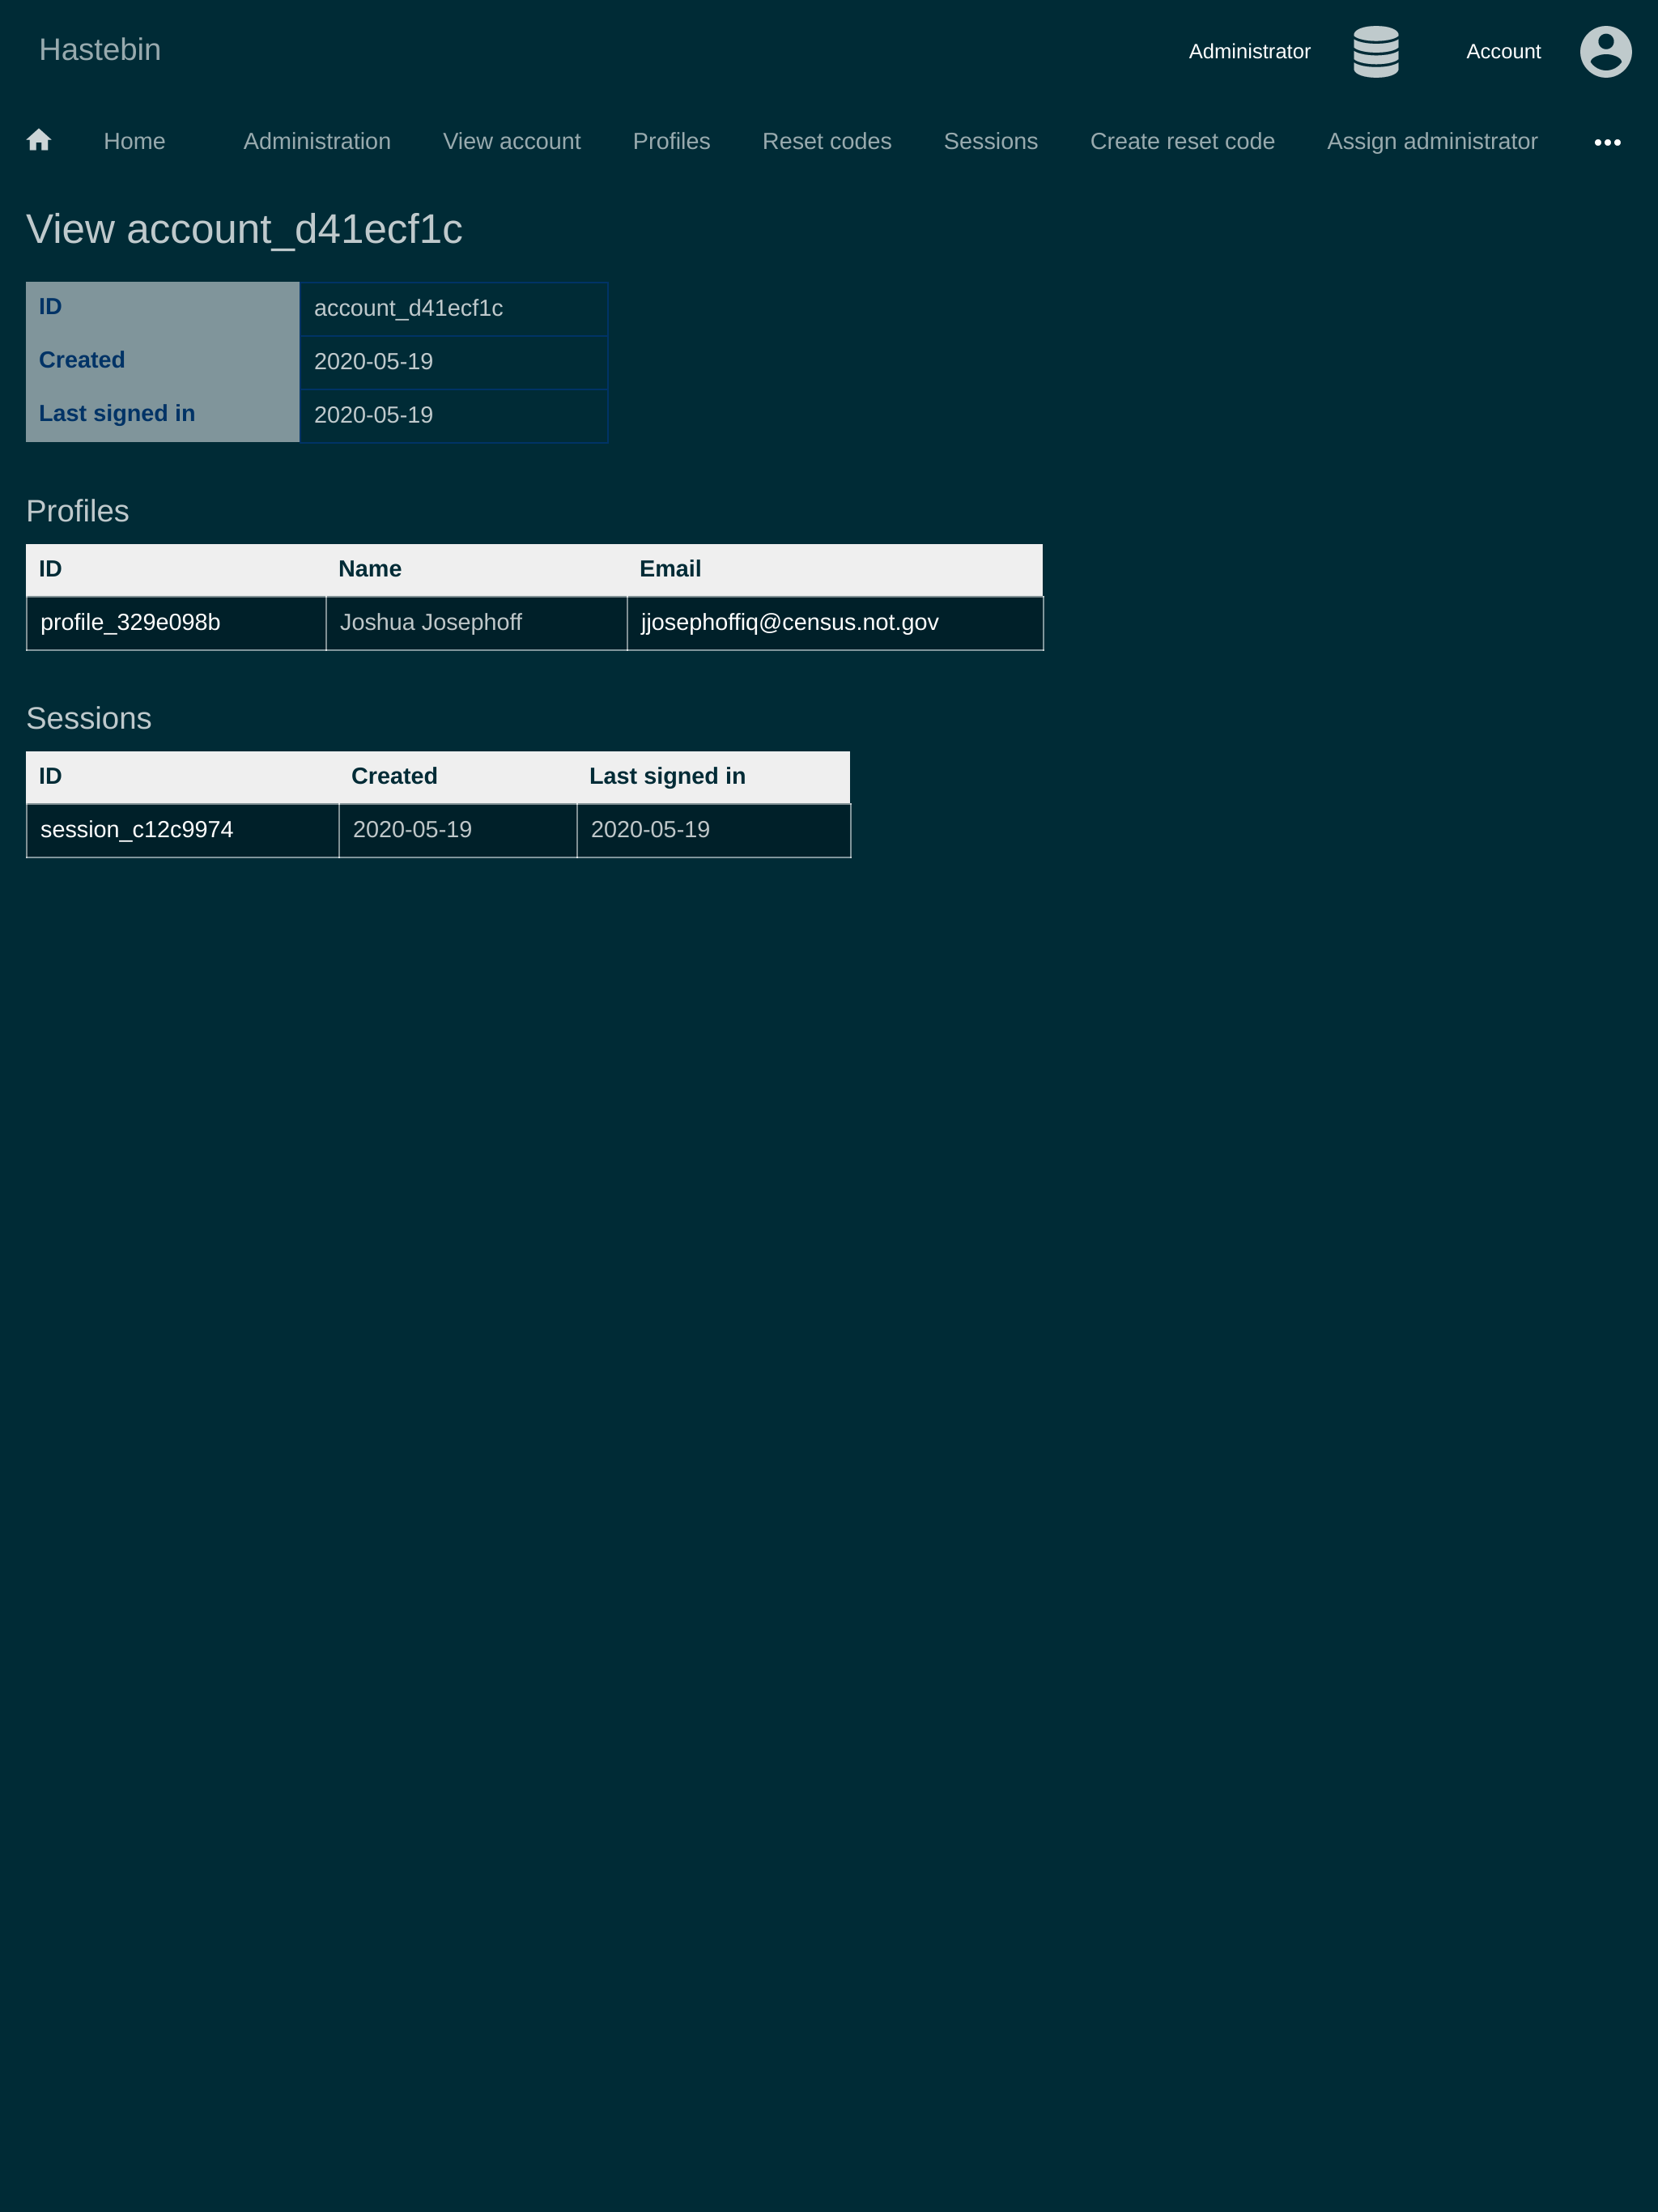 Hastebin
Administrator Account
Home Administration View account Profiles Reset codes Sessions Create reset code Assign administrator •••
View account_d41ecf1c
ID account_d41ecf1c
Created 2020-05-19
Last signed in 2020-05-19
Profiles
ID Name Email
profile_329e098b Joshua Josephoff jjosephoffiq@census.not.gov
Sessions
ID Created Last signed in
session_c12c9974 2020-05-19 2020-05-19